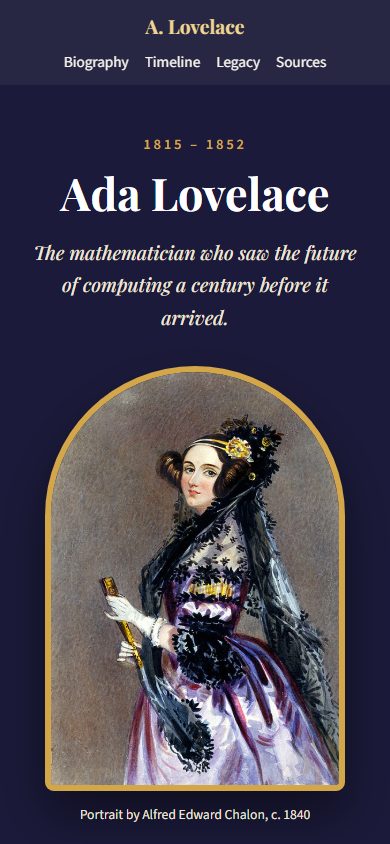 A. Lovelace
Biography Timeline Legacy Sources
1815 – 1852
Ada Lovelace
The mathematician who saw the future
of computing a century before it
arrived.
Portrait by Alfred Edward Chalon, c. 1840